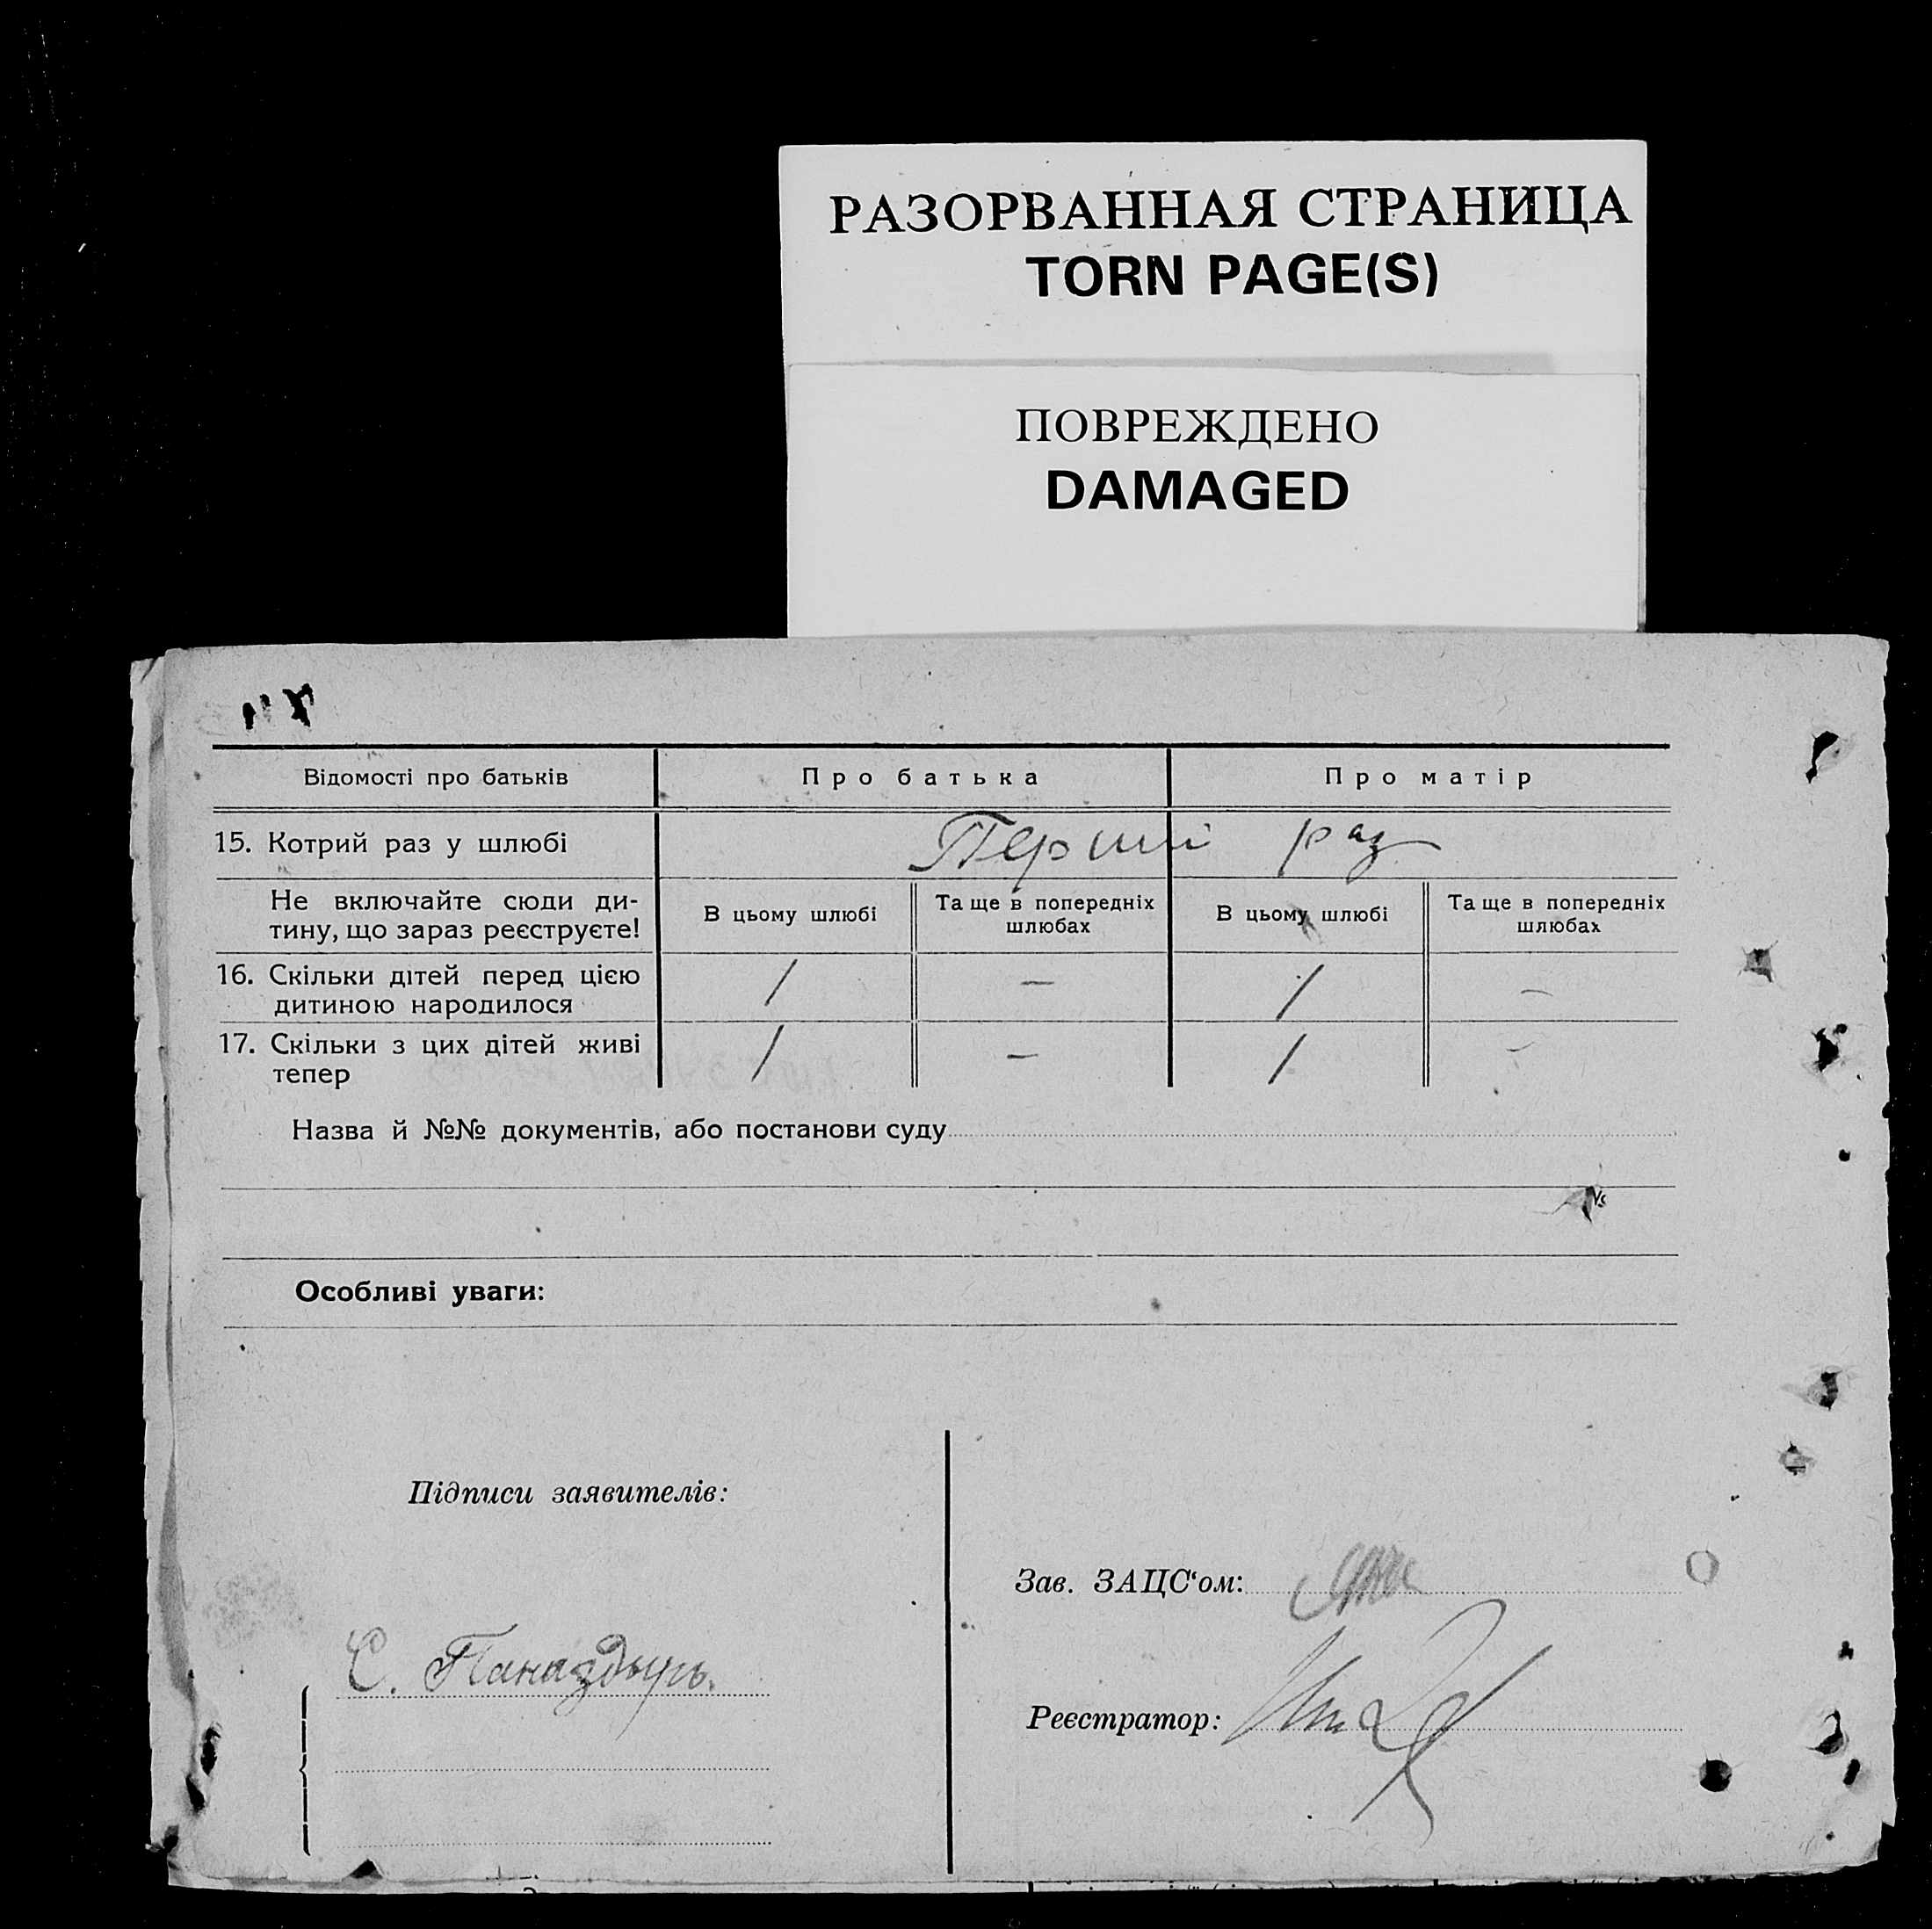 РАЗОРВАННАЯ СТРАНИЦА
TORN PAGE(S)
ПОВРЕЖДЕНО
DAMAGED
Відомості про батьків Про батька Про матір
15. Котрий раз у шлюбі Перший раз
Не включайте сюди ди-
тину, що зараз реєструєте!
В цьому шлюбі
Та ще в попередніх
шлюбах
В цьому шлюбі
Та ще в попередніх
шлюбах
16. Скільки дітей перед цією
дитиною народилося
/ — / —
17. Скільки з цих дітей живі
тепер
/ — / —
Назва й №№ документів, або постанови суду
Особливі уваги:
Підписи заявителів:
Зав. ЗАЦС‘ом:
С.
Реєстратор: